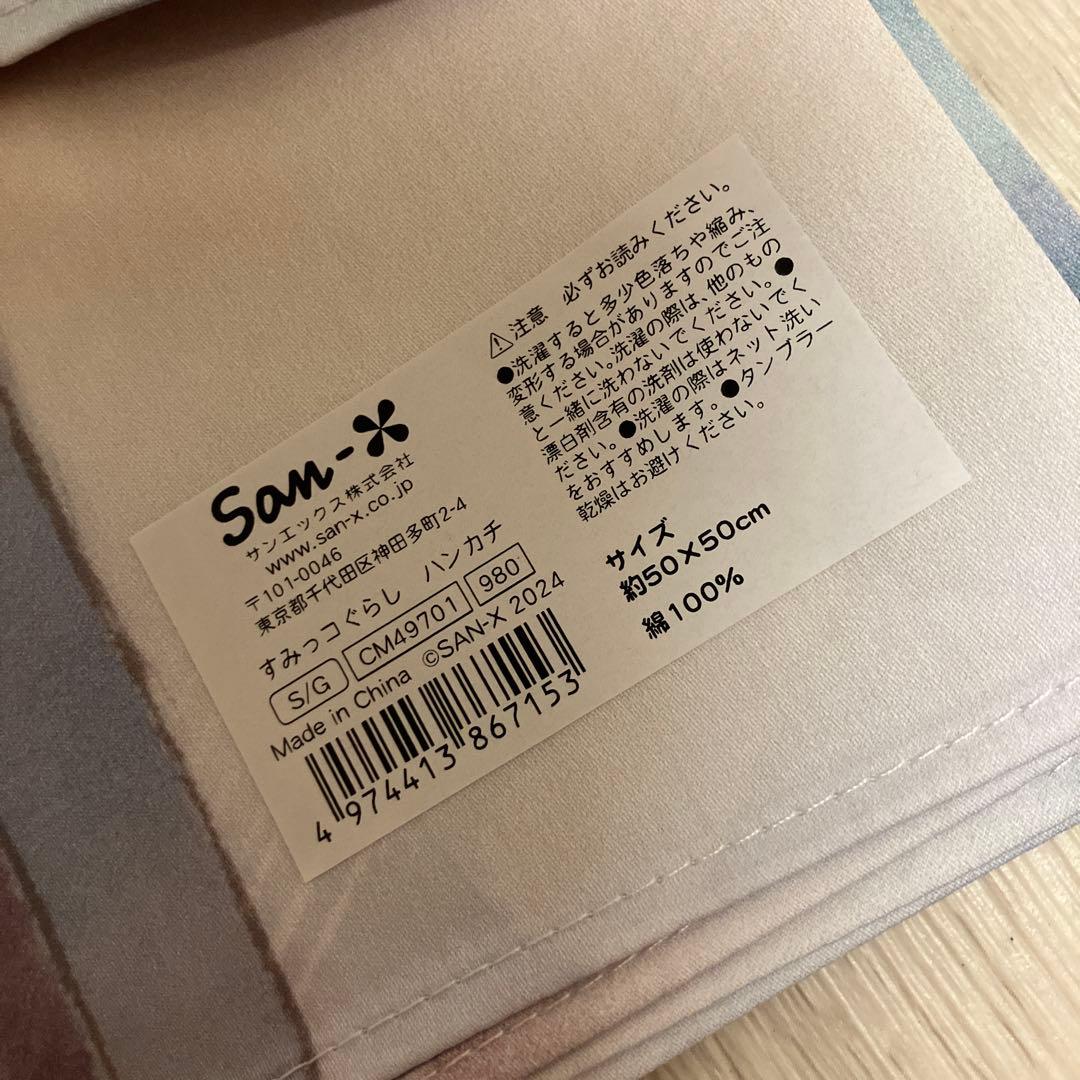 San-X
サンエックス株式会社
www.san-x.co.jp
〒101-0046
東京都千代田区神田多町2-4
すみっコぐらし ハンカチ
S/G CM49701 980
Made in China ©SAN-X 2024
4 974413 867153
⚠注意 必ずお読みください。
●洗濯すると多少色落ちや縮み、
変形する場合がありますのでご注
意ください。洗濯の際は、他のもの
と一緒に洗わないでください。●
漂白剤含有の洗剤は使わないでく
ださい。●洗濯の際はネット洗い
をおすすめします。●タンブラー
乾燥はお避けください。
サイズ
約50×50cm
綿100%